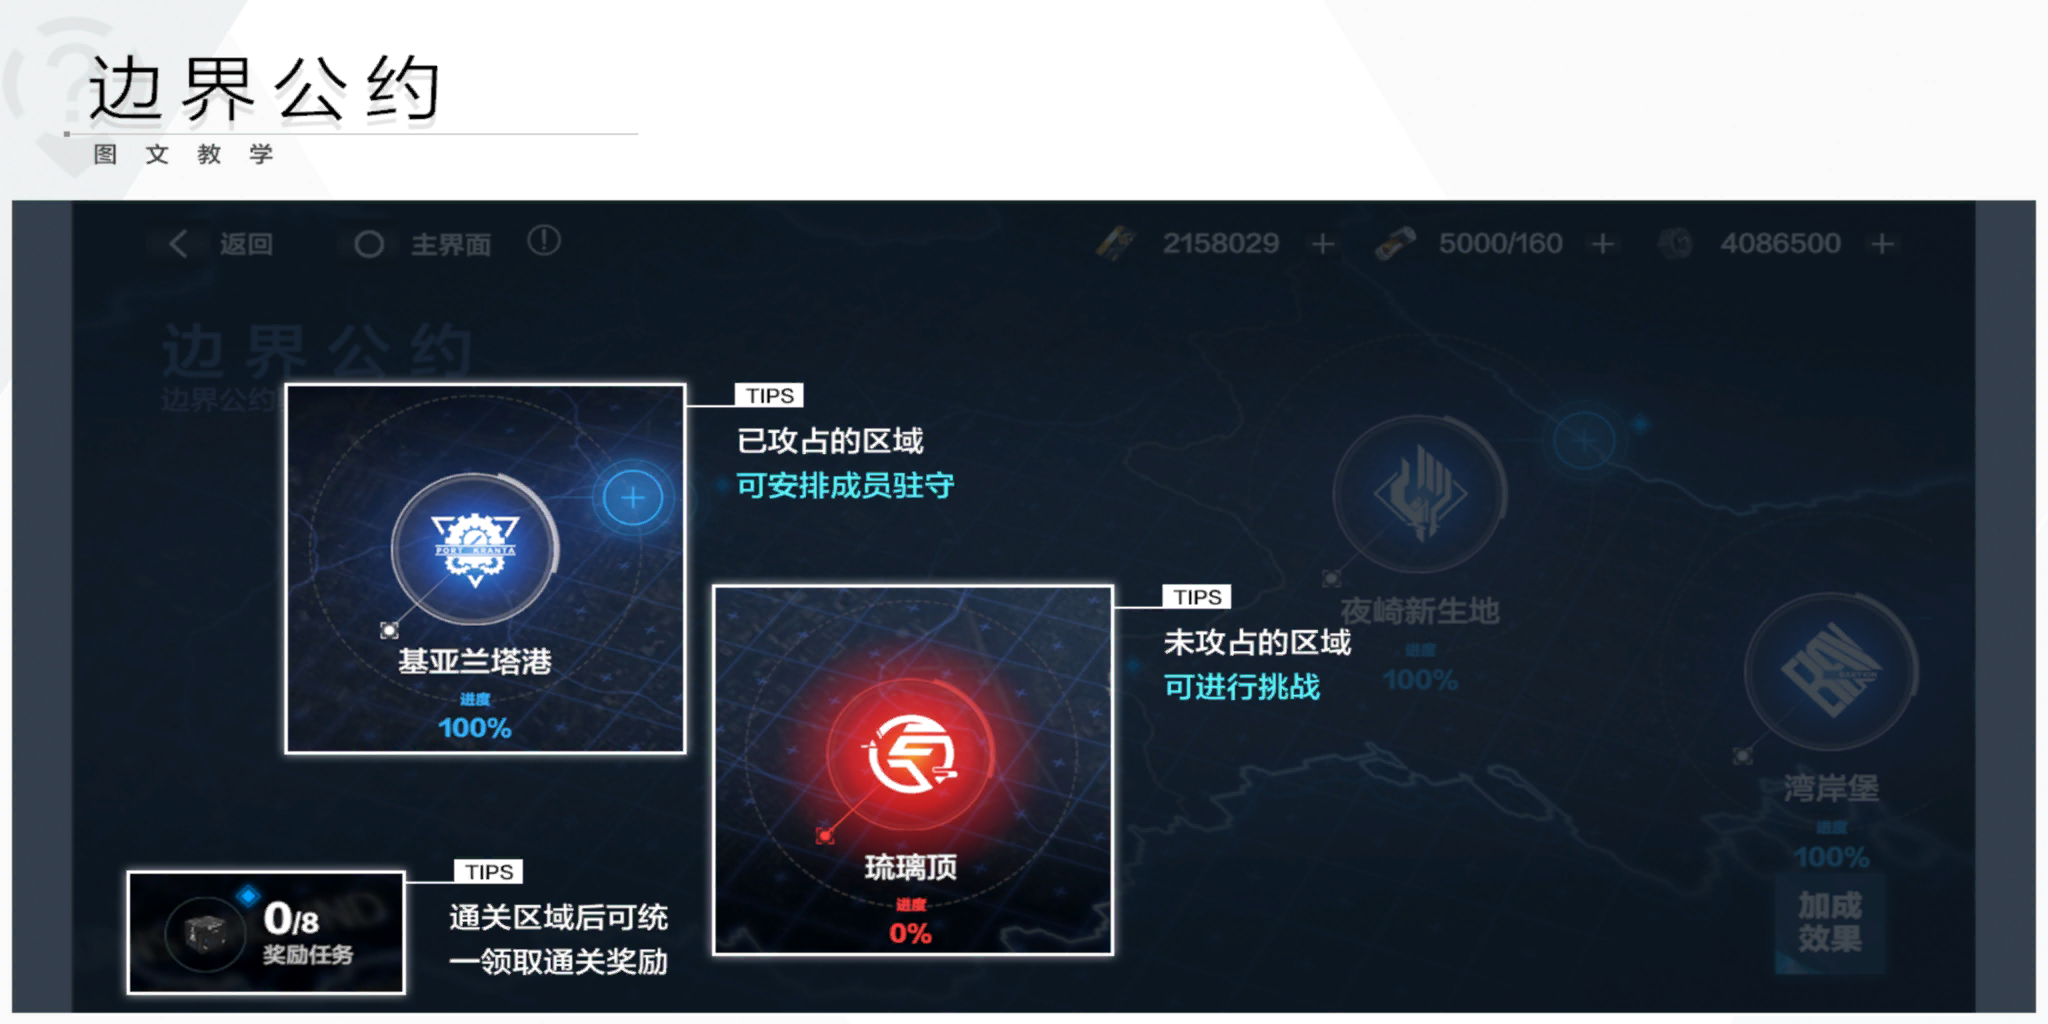 边界公约
图文教学
返回
主界面
2158029
5000/160
4086500
边界公约
边界公约
TIPS
已攻占的区域
可安排成员驻守
PORT KRANTA
基亚兰塔港
进度
100%
TIPS
未攻占的区域
可进行挑战
琉璃顶
进度
0%
夜崎新生地
进度
100%
湾岸堡
进度
100%
加成
效果
0/8
奖励任务
TIPS
通关区域后可统
一领取通关奖励